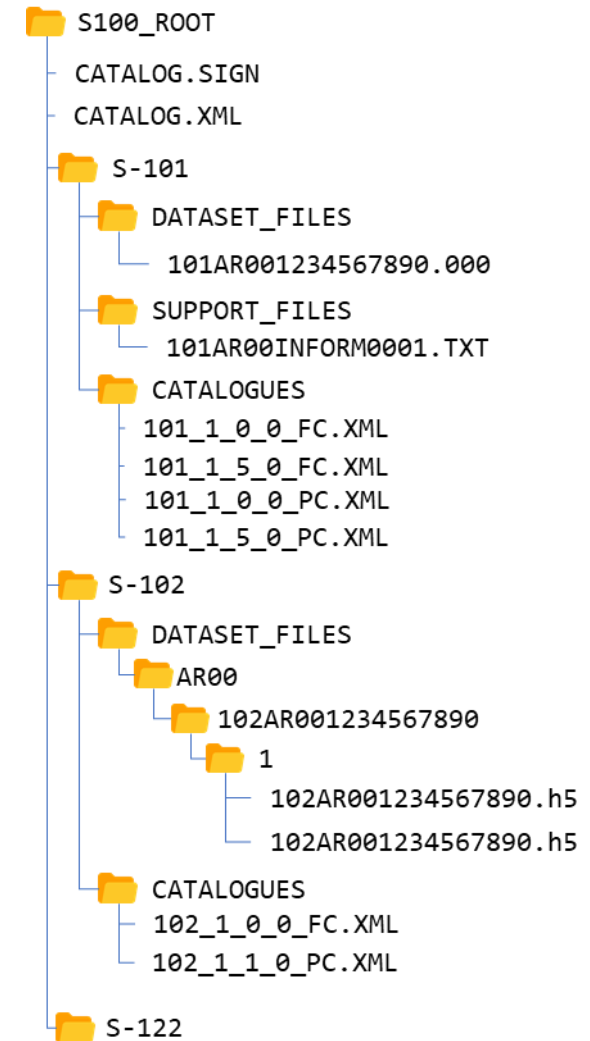 S100_ROOT
CATALOG.SIGN
CATALOG.XML
S-101
DATASET_FILES
101AR001234567890.000
SUPPORT_FILES
101AR00INFORM0001.TXT
CATALOGUES
101_1_0_0_FC.XML
101_1_5_0_FC.XML
101_1_0_0_PC.XML
101_1_5_0_PC.XML
S-102
DATASET_FILES
AR00
102AR001234567890
1
102AR001234567890.h5
102AR001234567890.h5
CATALOGUES
102_1_0_0_FC.XML
102_1_1_0_PC.XML
S-122